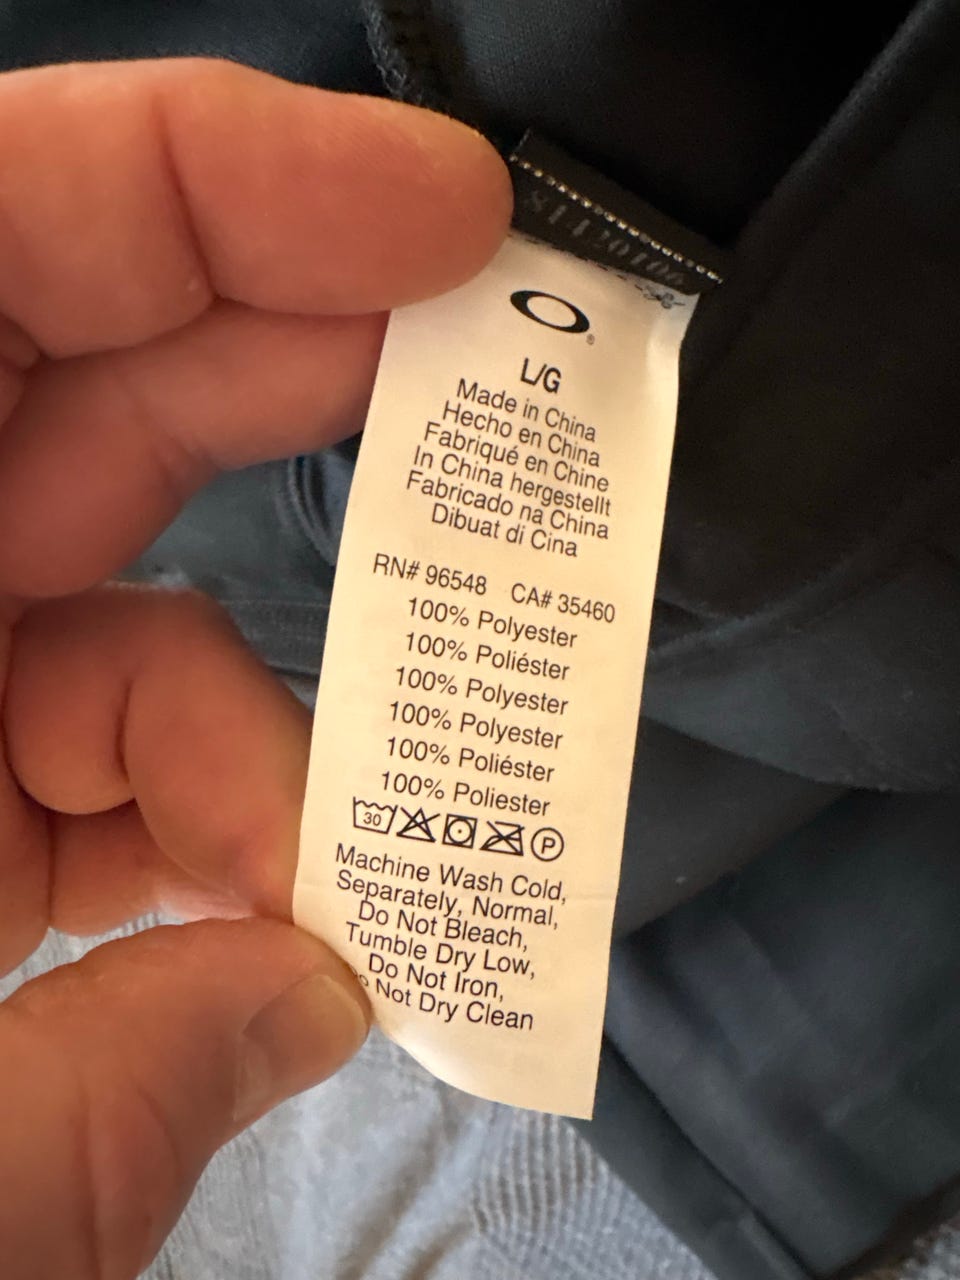 L/G
Made in China
Hecho en China
Fabriqué en Chine
In China hergestellt
Fabricado na China
Dibuat di Cina
RN# 96548 CA# 35460
100% Polyester
100% Poliéster
100% Polyester
100% Polyester
100% Poliéster
100% Poliester
30 P
Machine Wash Cold,
Separately, Normal,
Do Not Bleach,
Tumble Dry Low,
Do Not Iron,
Not Dry Clean